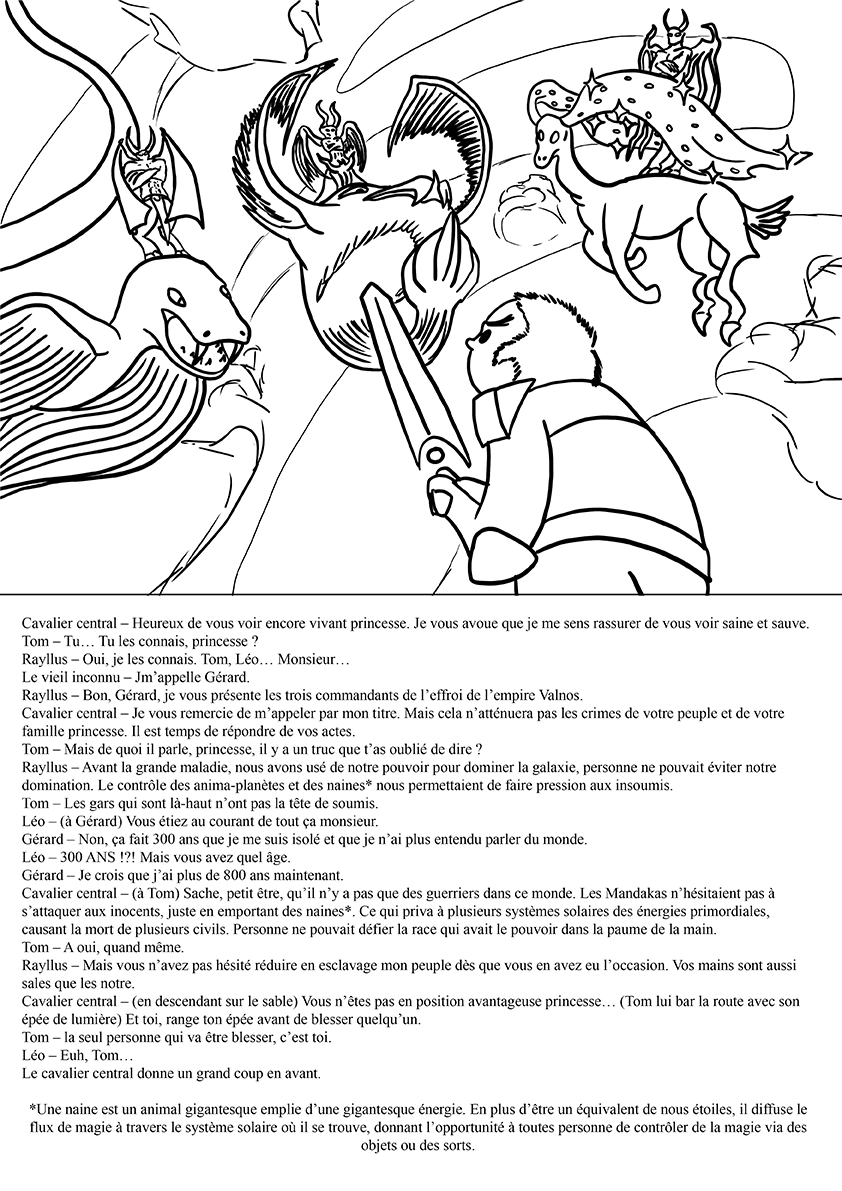 Cavalier central – Heureux de vous voir encore vivant princesse. Je vous avoue que je me sens rassurer de vous voir saine et sauve.
Tom – Tu… Tu les connais, princesse ?
Rayllus – Oui, je les connais. Tom, Léo… Monsieur…
Le vieil inconnu – Jm’appelle Gérard.
Rayllus – Bon, Gérard, je vous présente les trois commandants de l’effroi de l’empire Valnos.
Cavalier central – Je vous remercie de m’appeler par mon titre. Mais cela n’atténuera pas les crimes de votre peuple et de votre
famille princesse. Il est temps de répondre de vos actes.
Tom – Mais de quoi il parle, princesse, il y a un truc que t’as oublié de dire ?
Rayllus – Avant la grande maladie, nous avons usé de notre pouvoir pour dominer la galaxie, personne ne pouvait éviter notre
domination. Le contrôle des anima-planètes et des naines* nous permettaient de faire pression aux insoumis.
Tom – Les gars qui sont là-haut n’ont pas la tête de soumis.
Léo – (à Gérard) Vous étiez au courant de tout ça monsieur.
Gérard – Non, ça fait 300 ans que je me suis isolé et que je n’ai plus entendu parler du monde.
Léo – 300 ANS !?! Mais vous avez quel âge.
Gérard – Je crois que j’ai plus de 800 ans maintenant.
Cavalier central – (à Tom) Sache, petit être, qu’il n’y a pas que des guerriers dans ce monde. Les Mandakas n’hésitaient pas à
s’attaquer aux inocents, juste en emportant des naines*. Ce qui priva à plusieurs systèmes solaires des énergies primordiales,
causant la mort de plusieurs civils. Personne ne pouvait défier la race qui avait le pouvoir dans la paume de la main.
Tom – A oui, quand même.
Rayllus – Mais vous n’avez pas hésité réduire en esclavage mon peuple dès que vous en avez eu l’occasion. Vos mains sont aussi
sales que les notre.
Cavalier central – (en descendant sur le sable) Vous n’êtes pas en position avantageuse princesse… (Tom lui bar la route avec son
épée de lumière) Et toi, range ton épée avant de blesser quelqu’un.
Tom – la seul personne qui va être blesser, c’est toi.
Léo – Euh, Tom…
Le cavalier central donne un grand coup en avant.
*Une naine est un animal gigantesque emplie d’une gigantesque énergie. En plus d’être un équivalent de nous étoiles, il diffuse le
flux de magie à travers le système solaire où il se trouve, donnant l’opportunité à toutes personne de contrôler de la magie via des
objets ou des sorts.